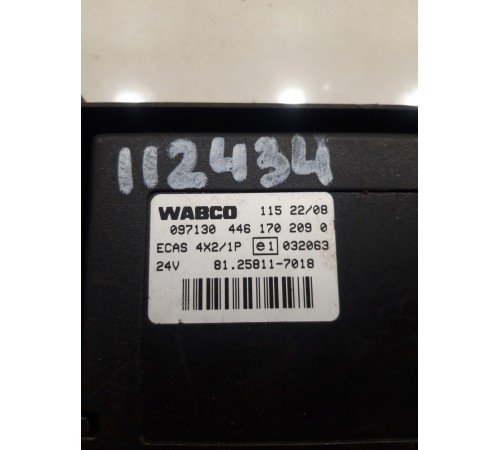 112434
WABCO 115 22/08
097130 446 170 209 0
ECAS 4X2/1P e1 032063
24V 81.25811-7018